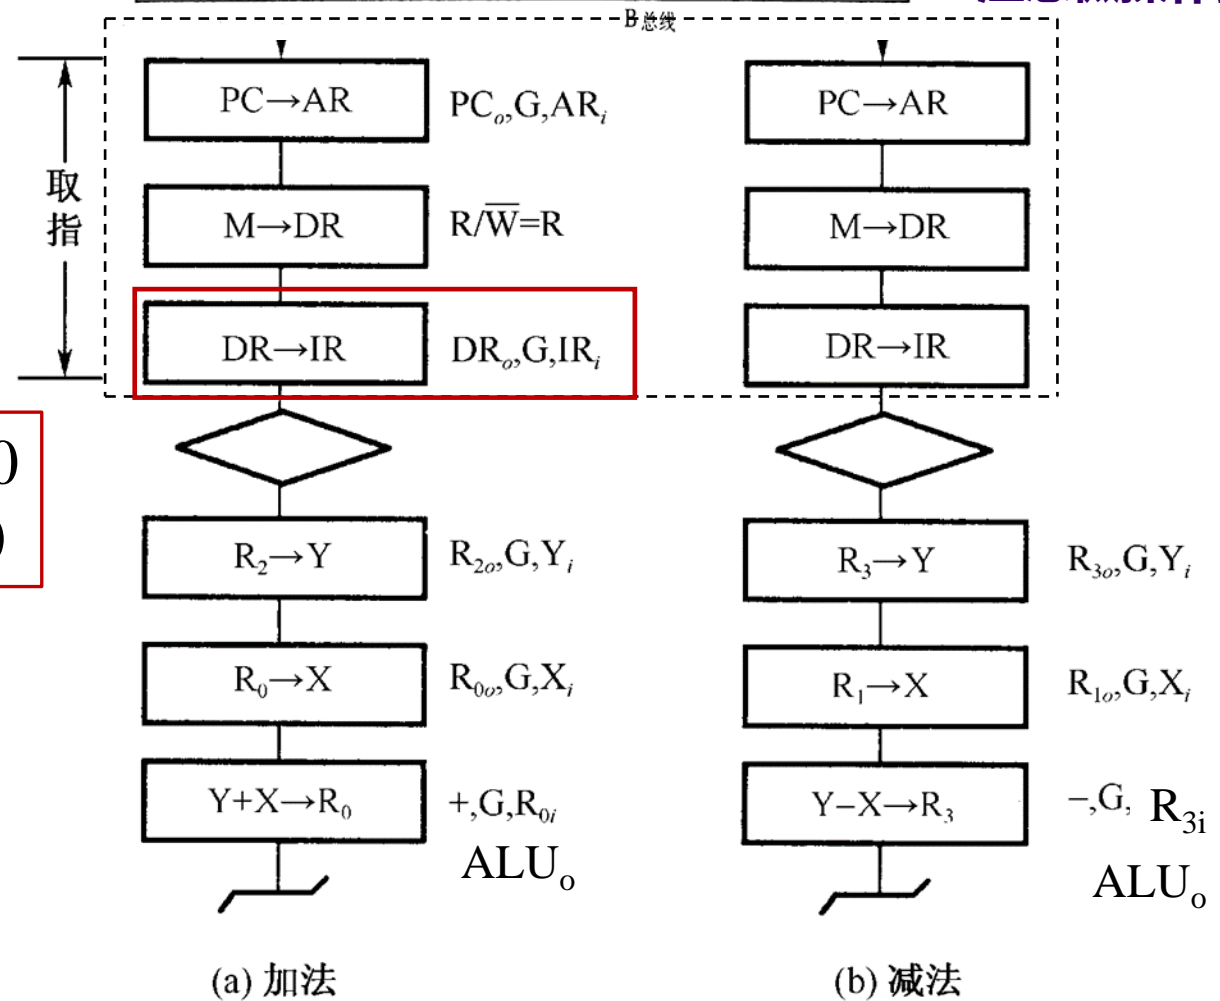 B总线
PC→AR
PCₒ,G,ARᵢ
PC→AR
取指
M→DR
R/W̅=R
M→DR
DR→IR
DRₒ,G,IRᵢ
DR→IR
0
)
R₂→Y
R₂ₒ,G,Yᵢ
R₃→Y
R₃ₒ,G,Yᵢ
R₀→X
R₀ₒ,G,Xᵢ
R₁→X
R₁ₒ,G,Xᵢ
Y+X→R₀
+,G,R₀ᵢ
Y−X→R₃
−,G, R₃ᵢ
ALUₒ
ALUₒ
(a) 加法
(b) 减法